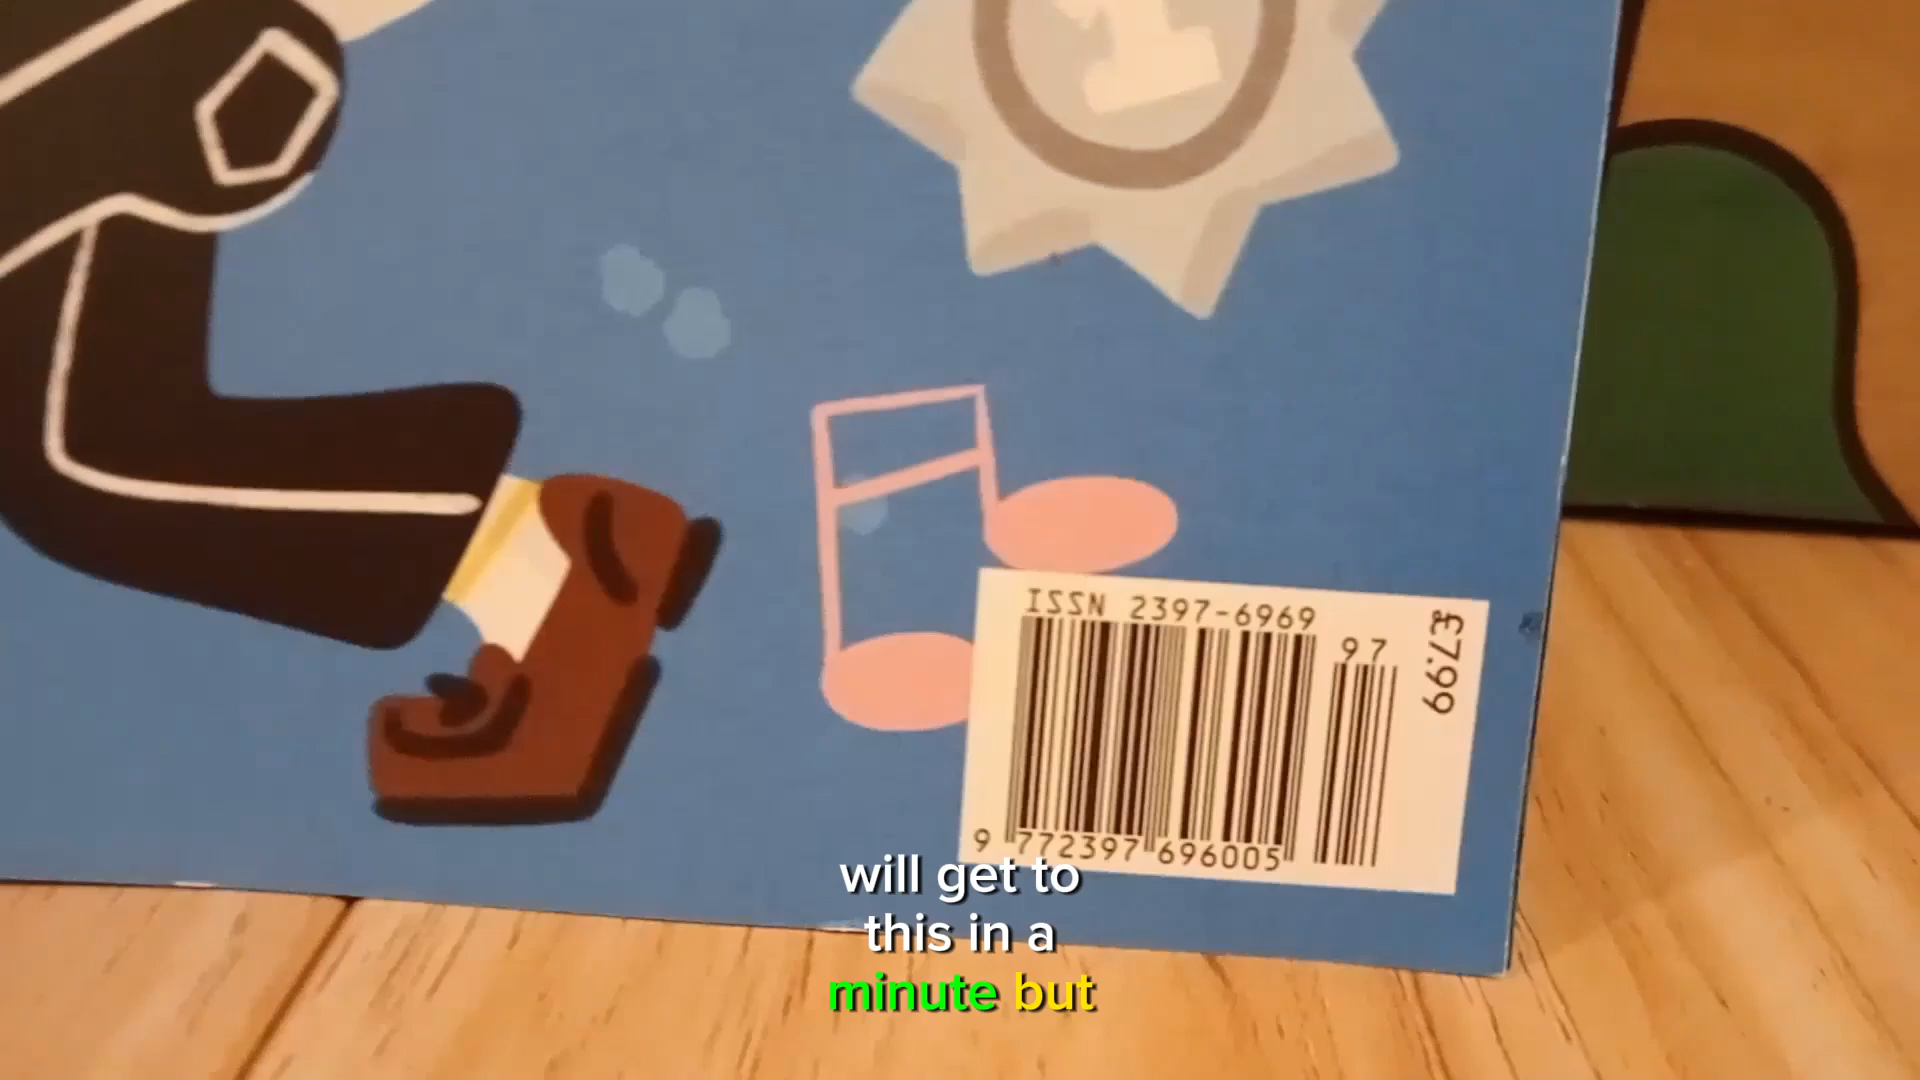 ISSN 2397-6969
97
£7.99
9 772397 696005
will get to
this in a
minute but